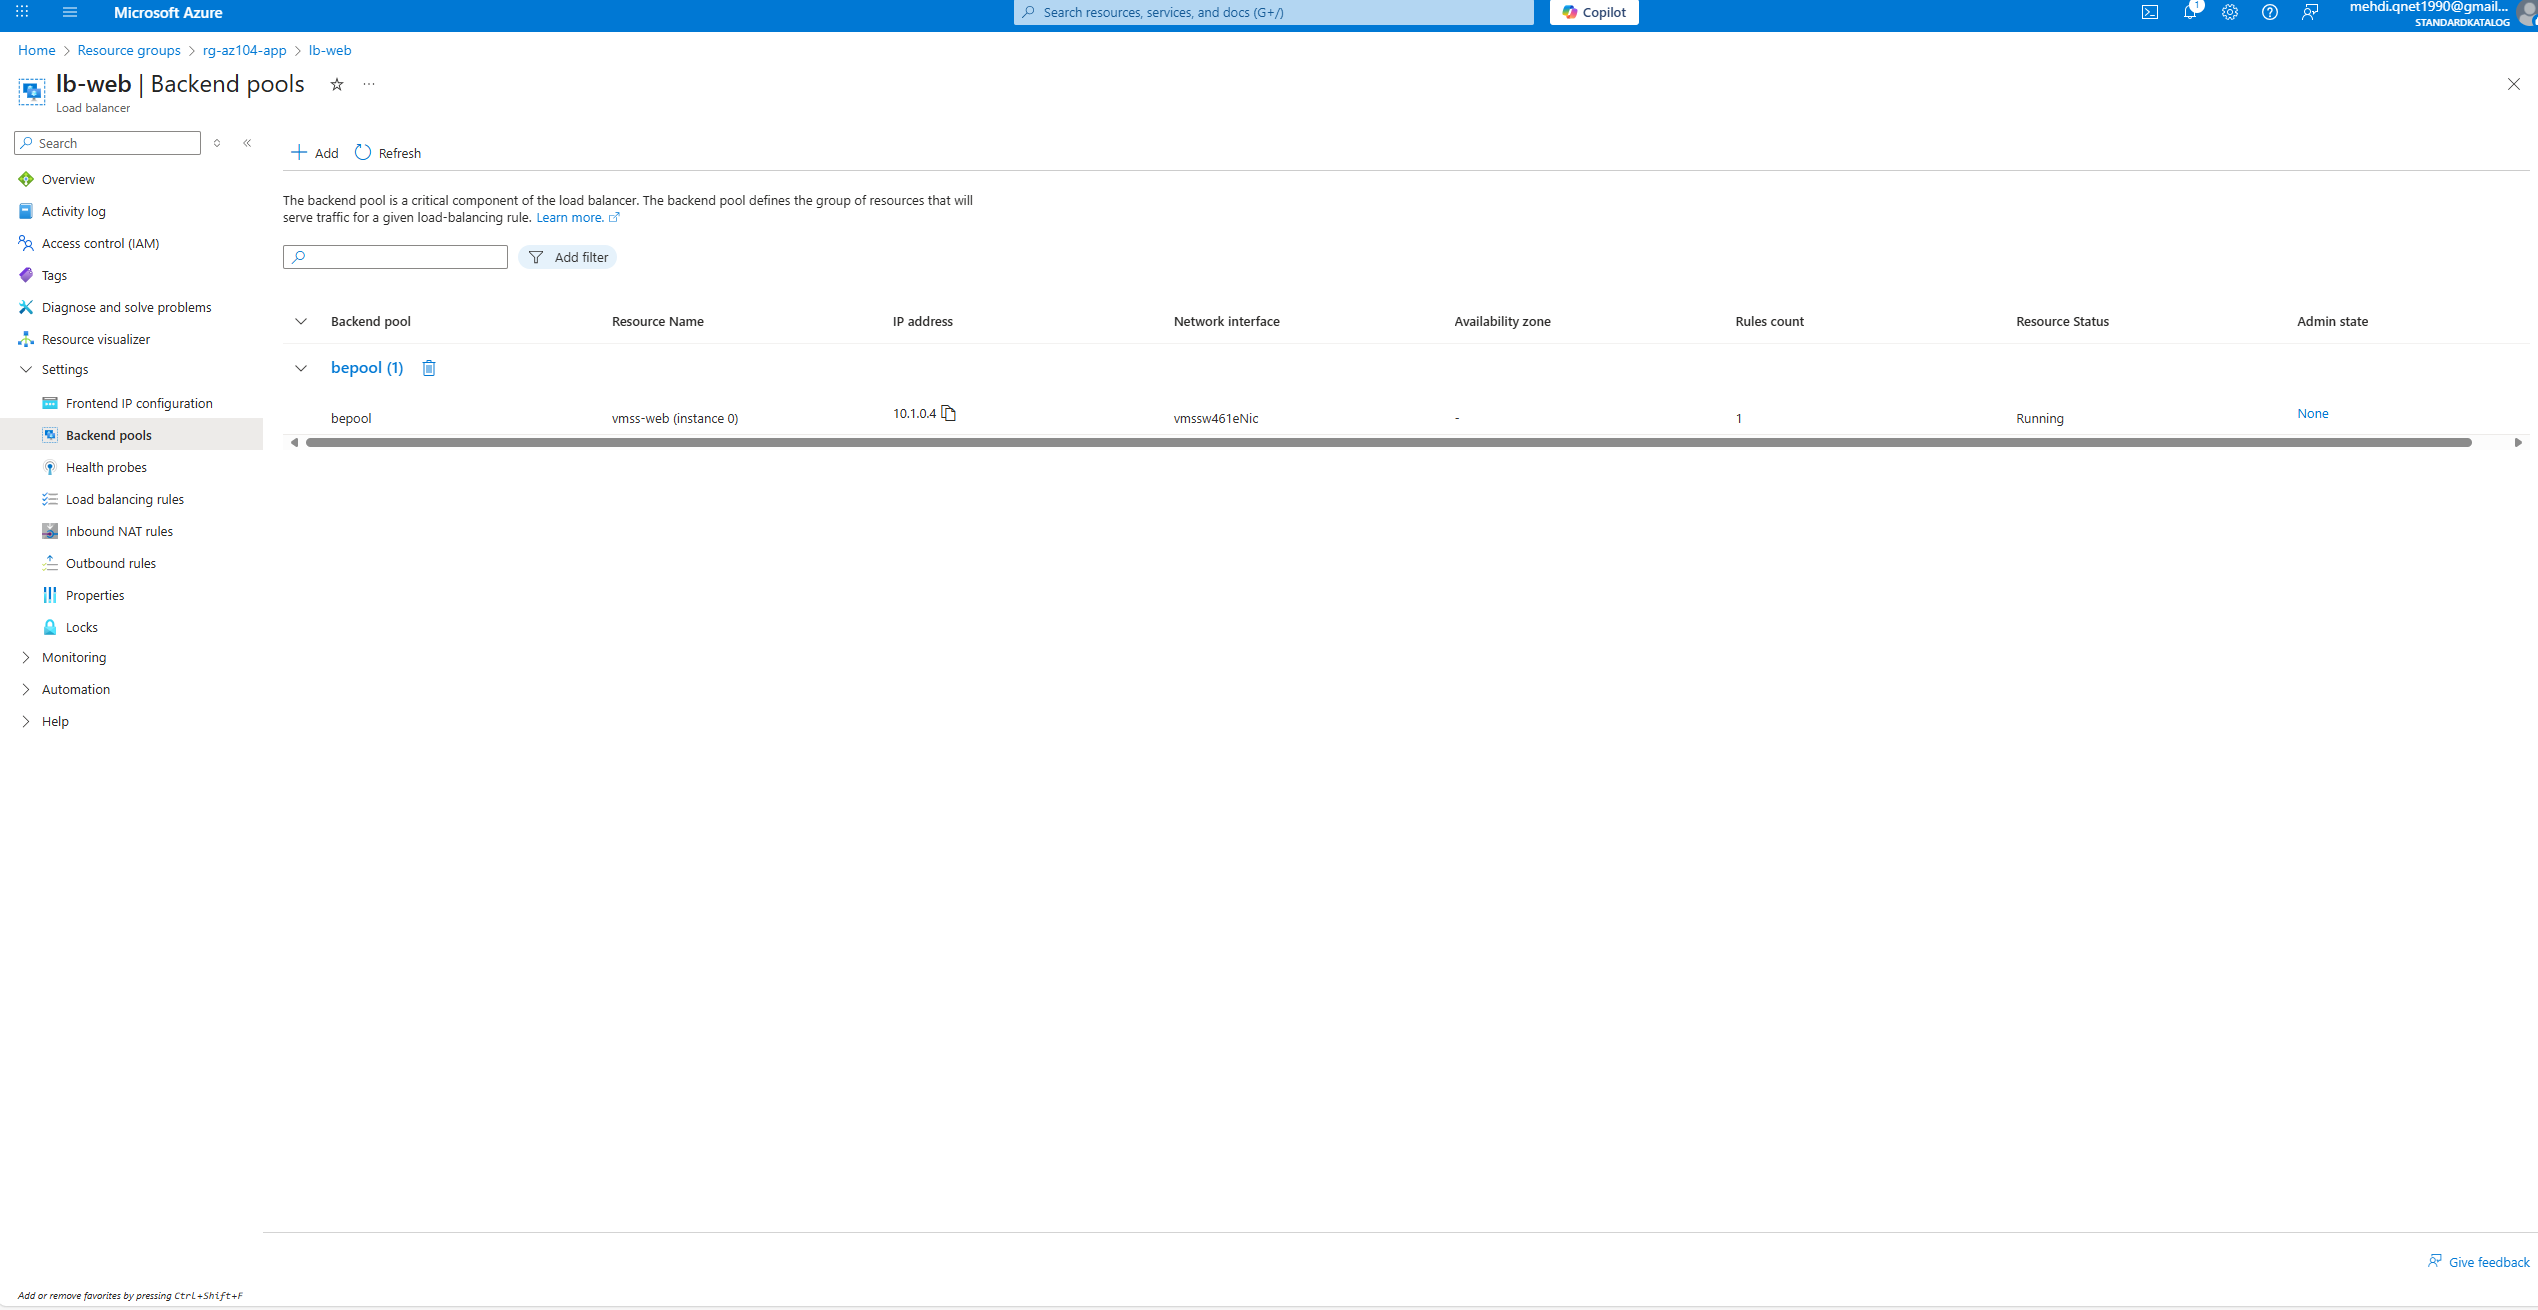 Microsoft Azure
Search resources, services, and docs (G+/)
Copilot
1
mehdi.qnet1990@gmail...
STANDARDKATALOG
Home > Resource groups > rg-az104-app > lb-web
lb-web | Backend pools
Load balancer
Search
Add Refresh
Overview
Activity log
Access control (IAM)
Tags
Diagnose and solve problems
Resource visualizer
Settings
Frontend IP configuration
Backend pools
Health probes
Load balancing rules
Inbound NAT rules
Outbound rules
Properties
Locks
Monitoring
Automation
Help
The backend pool is a critical component of the load balancer. The backend pool defines the group of resources that will
serve traffic for a given load-balancing rule. Learn more.
Add filter
Backend pool Resource Name IP address Network interface Availability zone Rules count Resource Status Admin state
bepool (1)
bepool vmss-web (instance 0) 10.1.0.4 vmssw461eNic - 1 Running None
Give feedback
Add or remove favorites by pressing Ctrl+Shift+F